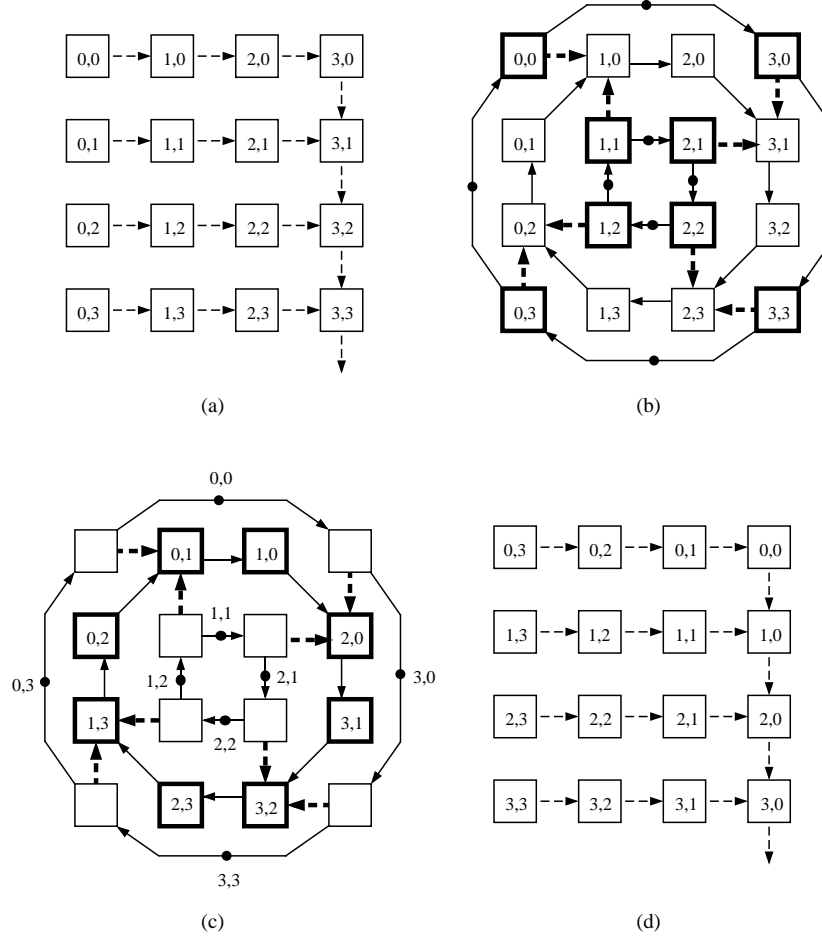 0,0 1,0 2,0 3,0
0,1 1,1 2,1 3,1
0,2 1,2 2,2 3,2
0,3 1,3 2,3 3,3
(a)
0,0 1,0 2,0 3,0
0,1 1,1 2,1 3,1
0,2 1,2 2,2 3,2
0,3 1,3 2,3 3,3
(b)
0,0
0,1 1,0
1,1
0,2 2,0
0,3 1,2 2,1 3,0
1,3 3,1
2,2
2,3 3,2
3,3
(c)
0,3 0,2 0,1 0,0
1,3 1,2 1,1 1,0
2,3 2,2 2,1 2,0
3,3 3,2 3,1 3,0
(d)